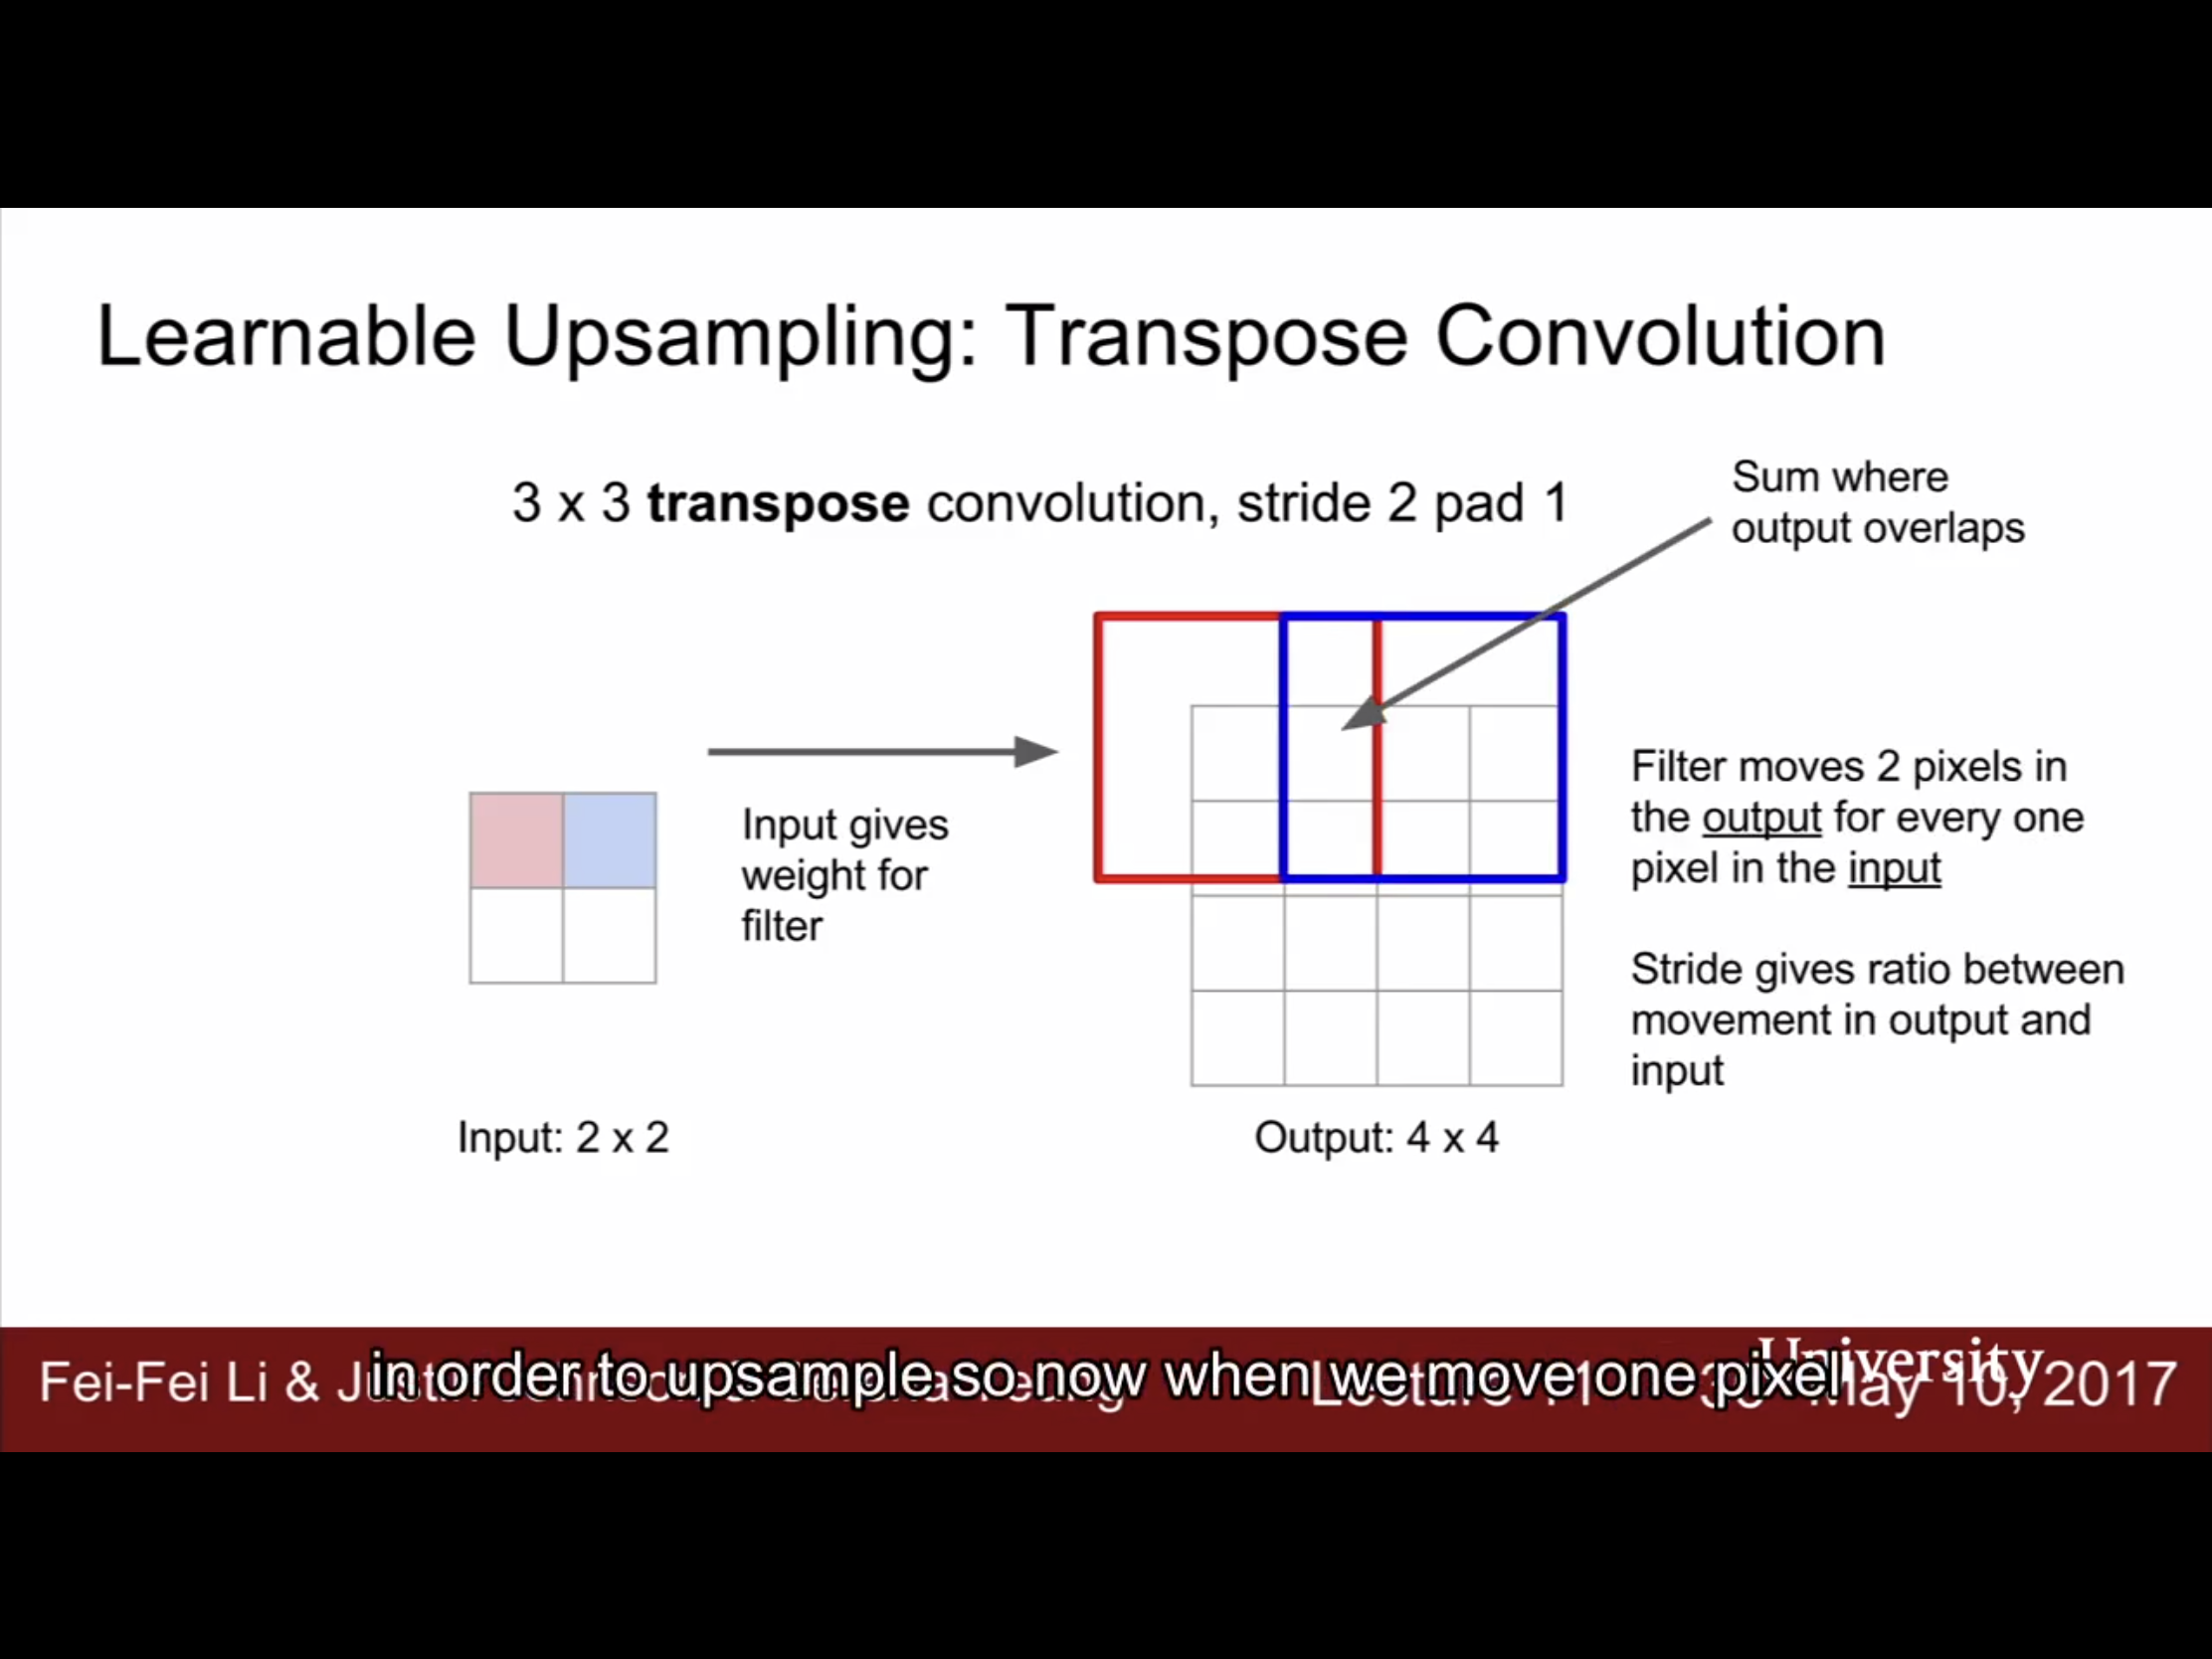 Learnable Upsampling: Transpose Convolution
3 x 3 transpose convolution, stride 2 pad 1
Sum where
output overlaps
Input gives
weight for
filter
Filter moves 2 pixels in
the output for every one
pixel in the input
Stride gives ratio between
movement in output and
input
Input: 2 x 2
Output: 4 x 4
University
Fei-Fei Li & Lecture May 10, 2017
in order to upsample so now when we move one pixel